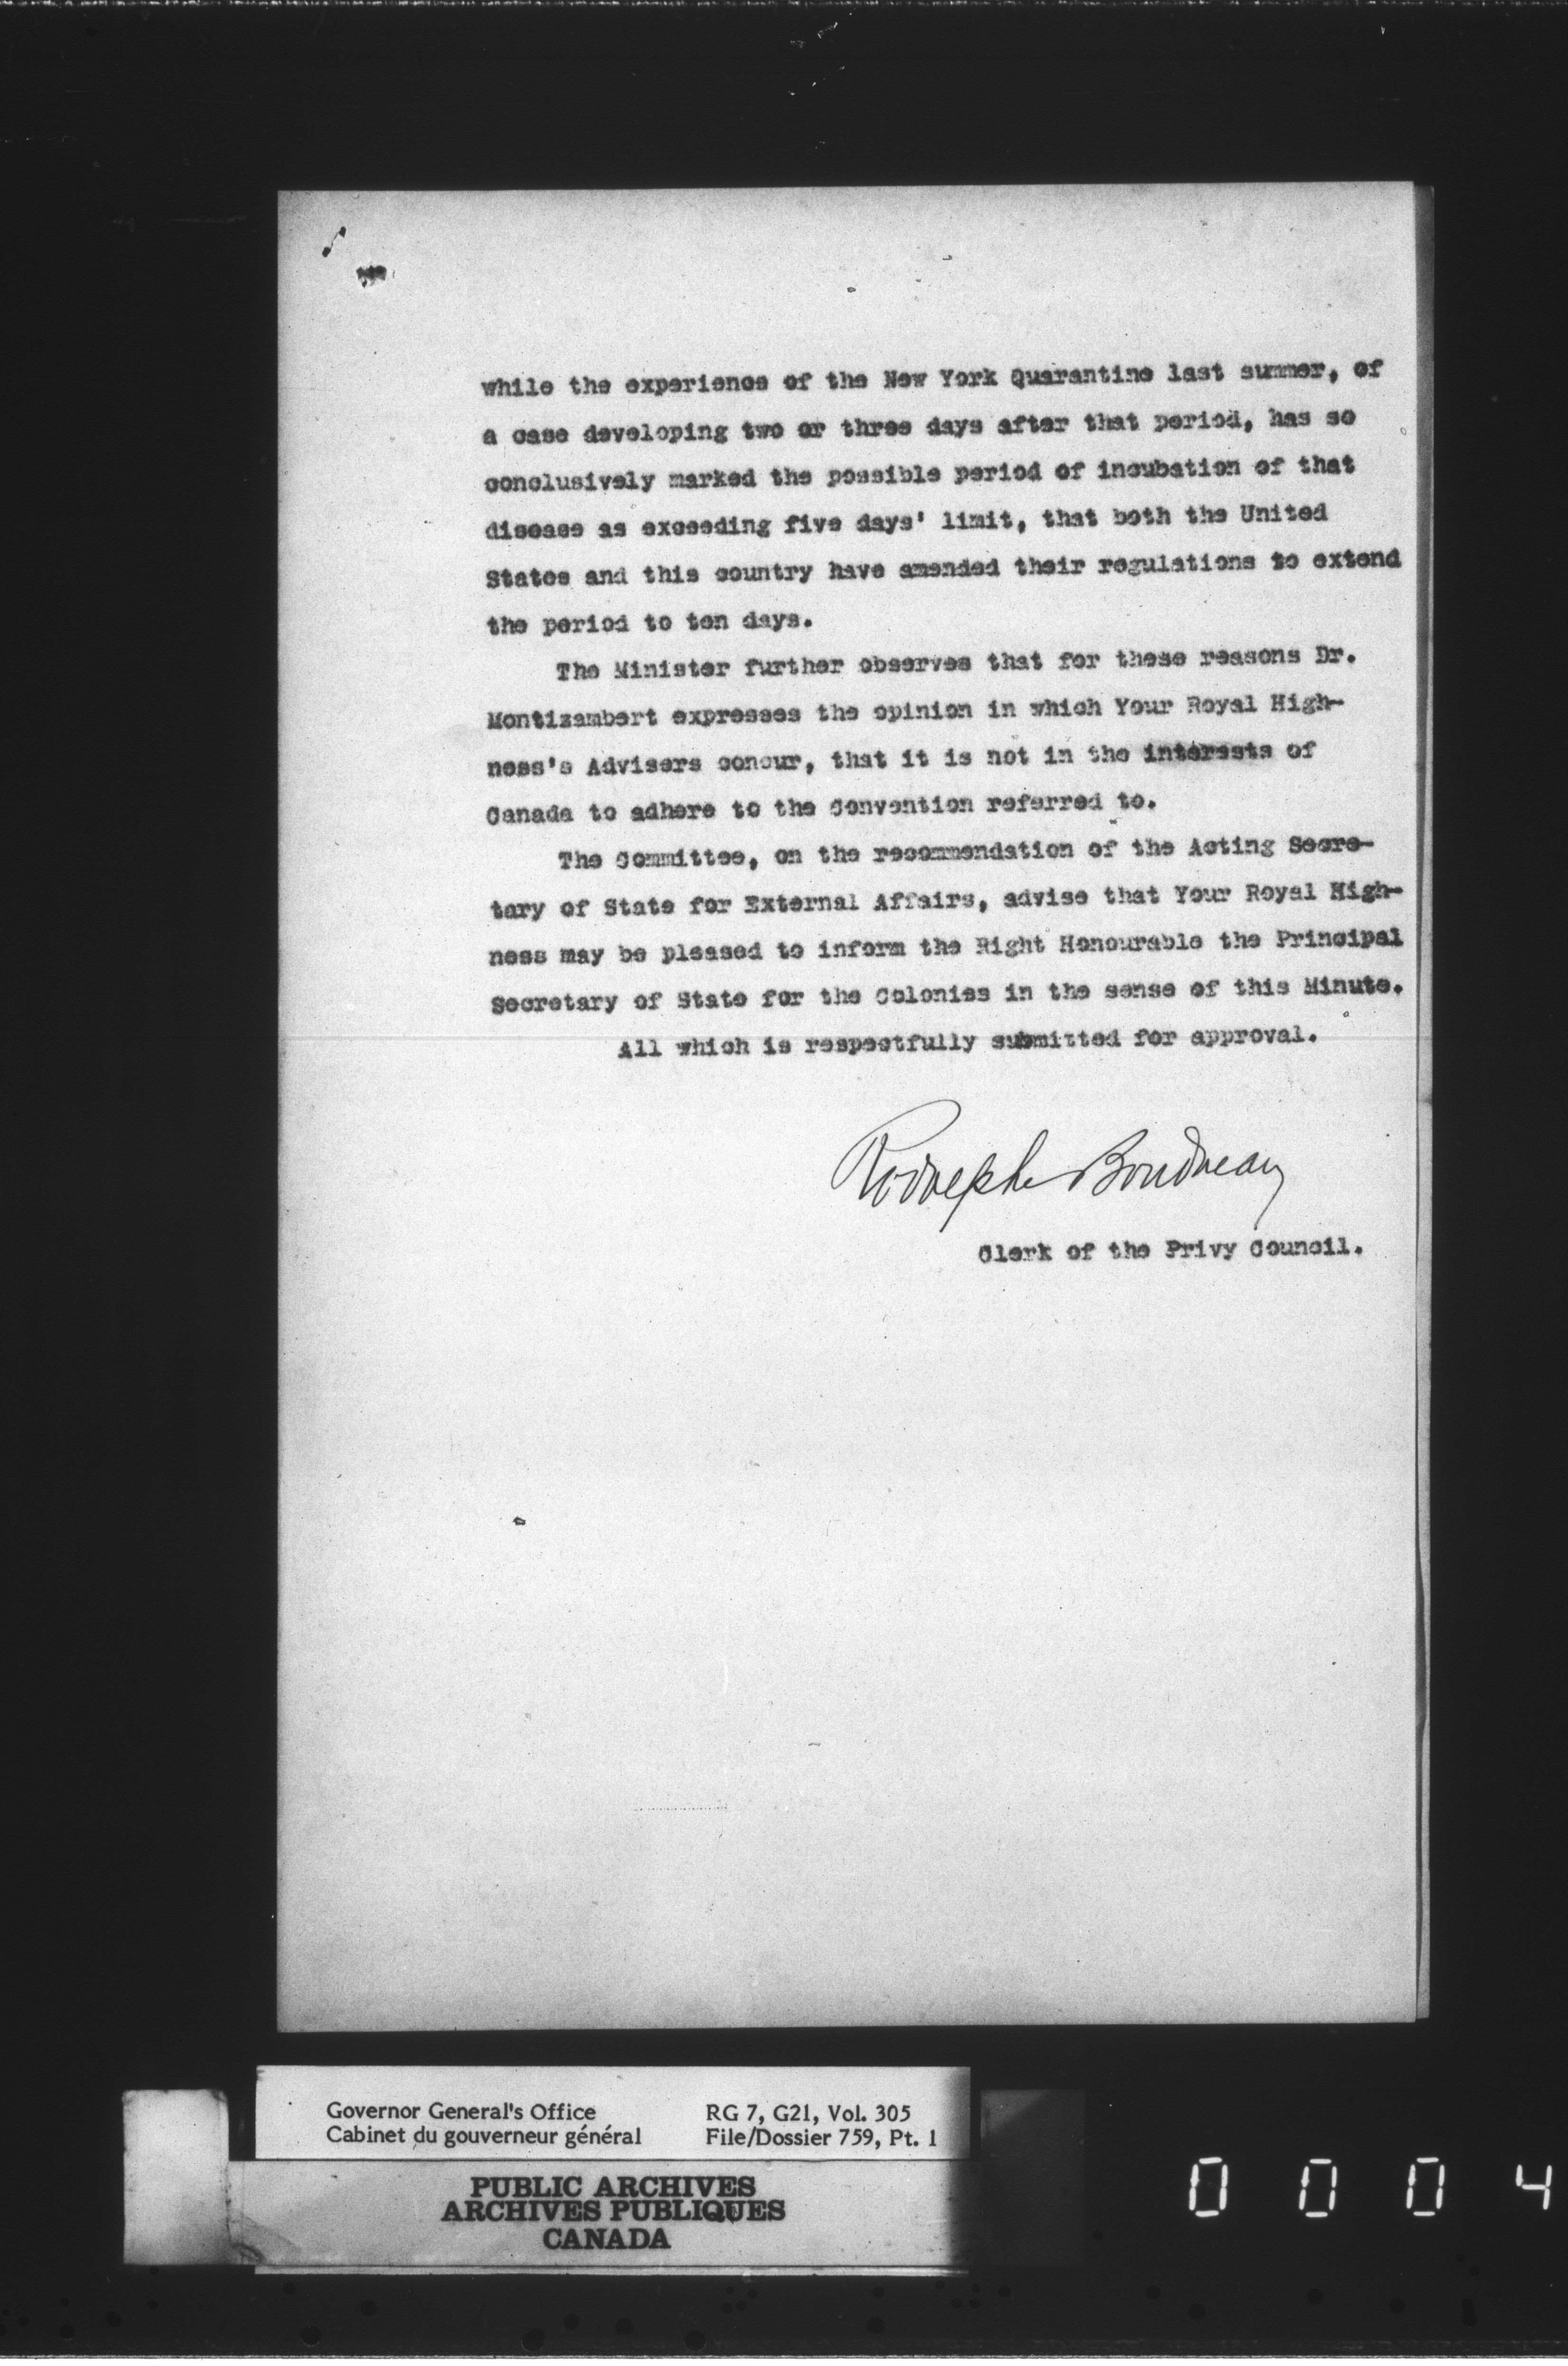 while the experience of the New York Quarantine last summer, of
a case developing two or three days after that period, has so
conclusively marked the possible period of incubation of that
disease as exceeding five days' limit, that both the United
States and this country have amended their regulations to extend
the period to ten days.
The Minister further observes that for these reasons Dr.
Montizambert expresses the opinion in which Your Royal High-
ness's Advisers concur, that it is not in the interests of
Canada to adhere to the Convention referred to.
The Committee, on the recommendation of the Acting Secre-
tary of State for External Affairs, advise that Your Royal High-
ness may be pleased to inform the Right Honourable the Principal
Secretary of State for the Colonies in the sense of this Minute.
All which is respectfully submitted for approval.
Rodolphe Boudreau
Clerk of the Privy Council.
Governor General's Office RG 7, G21, Vol. 305
Cabinet du gouverneur général File/Dossier 759, Pt. 1
PUBLIC ARCHIVES
ARCHIVES PUBLIQUES
CANADA
0 0 0 4